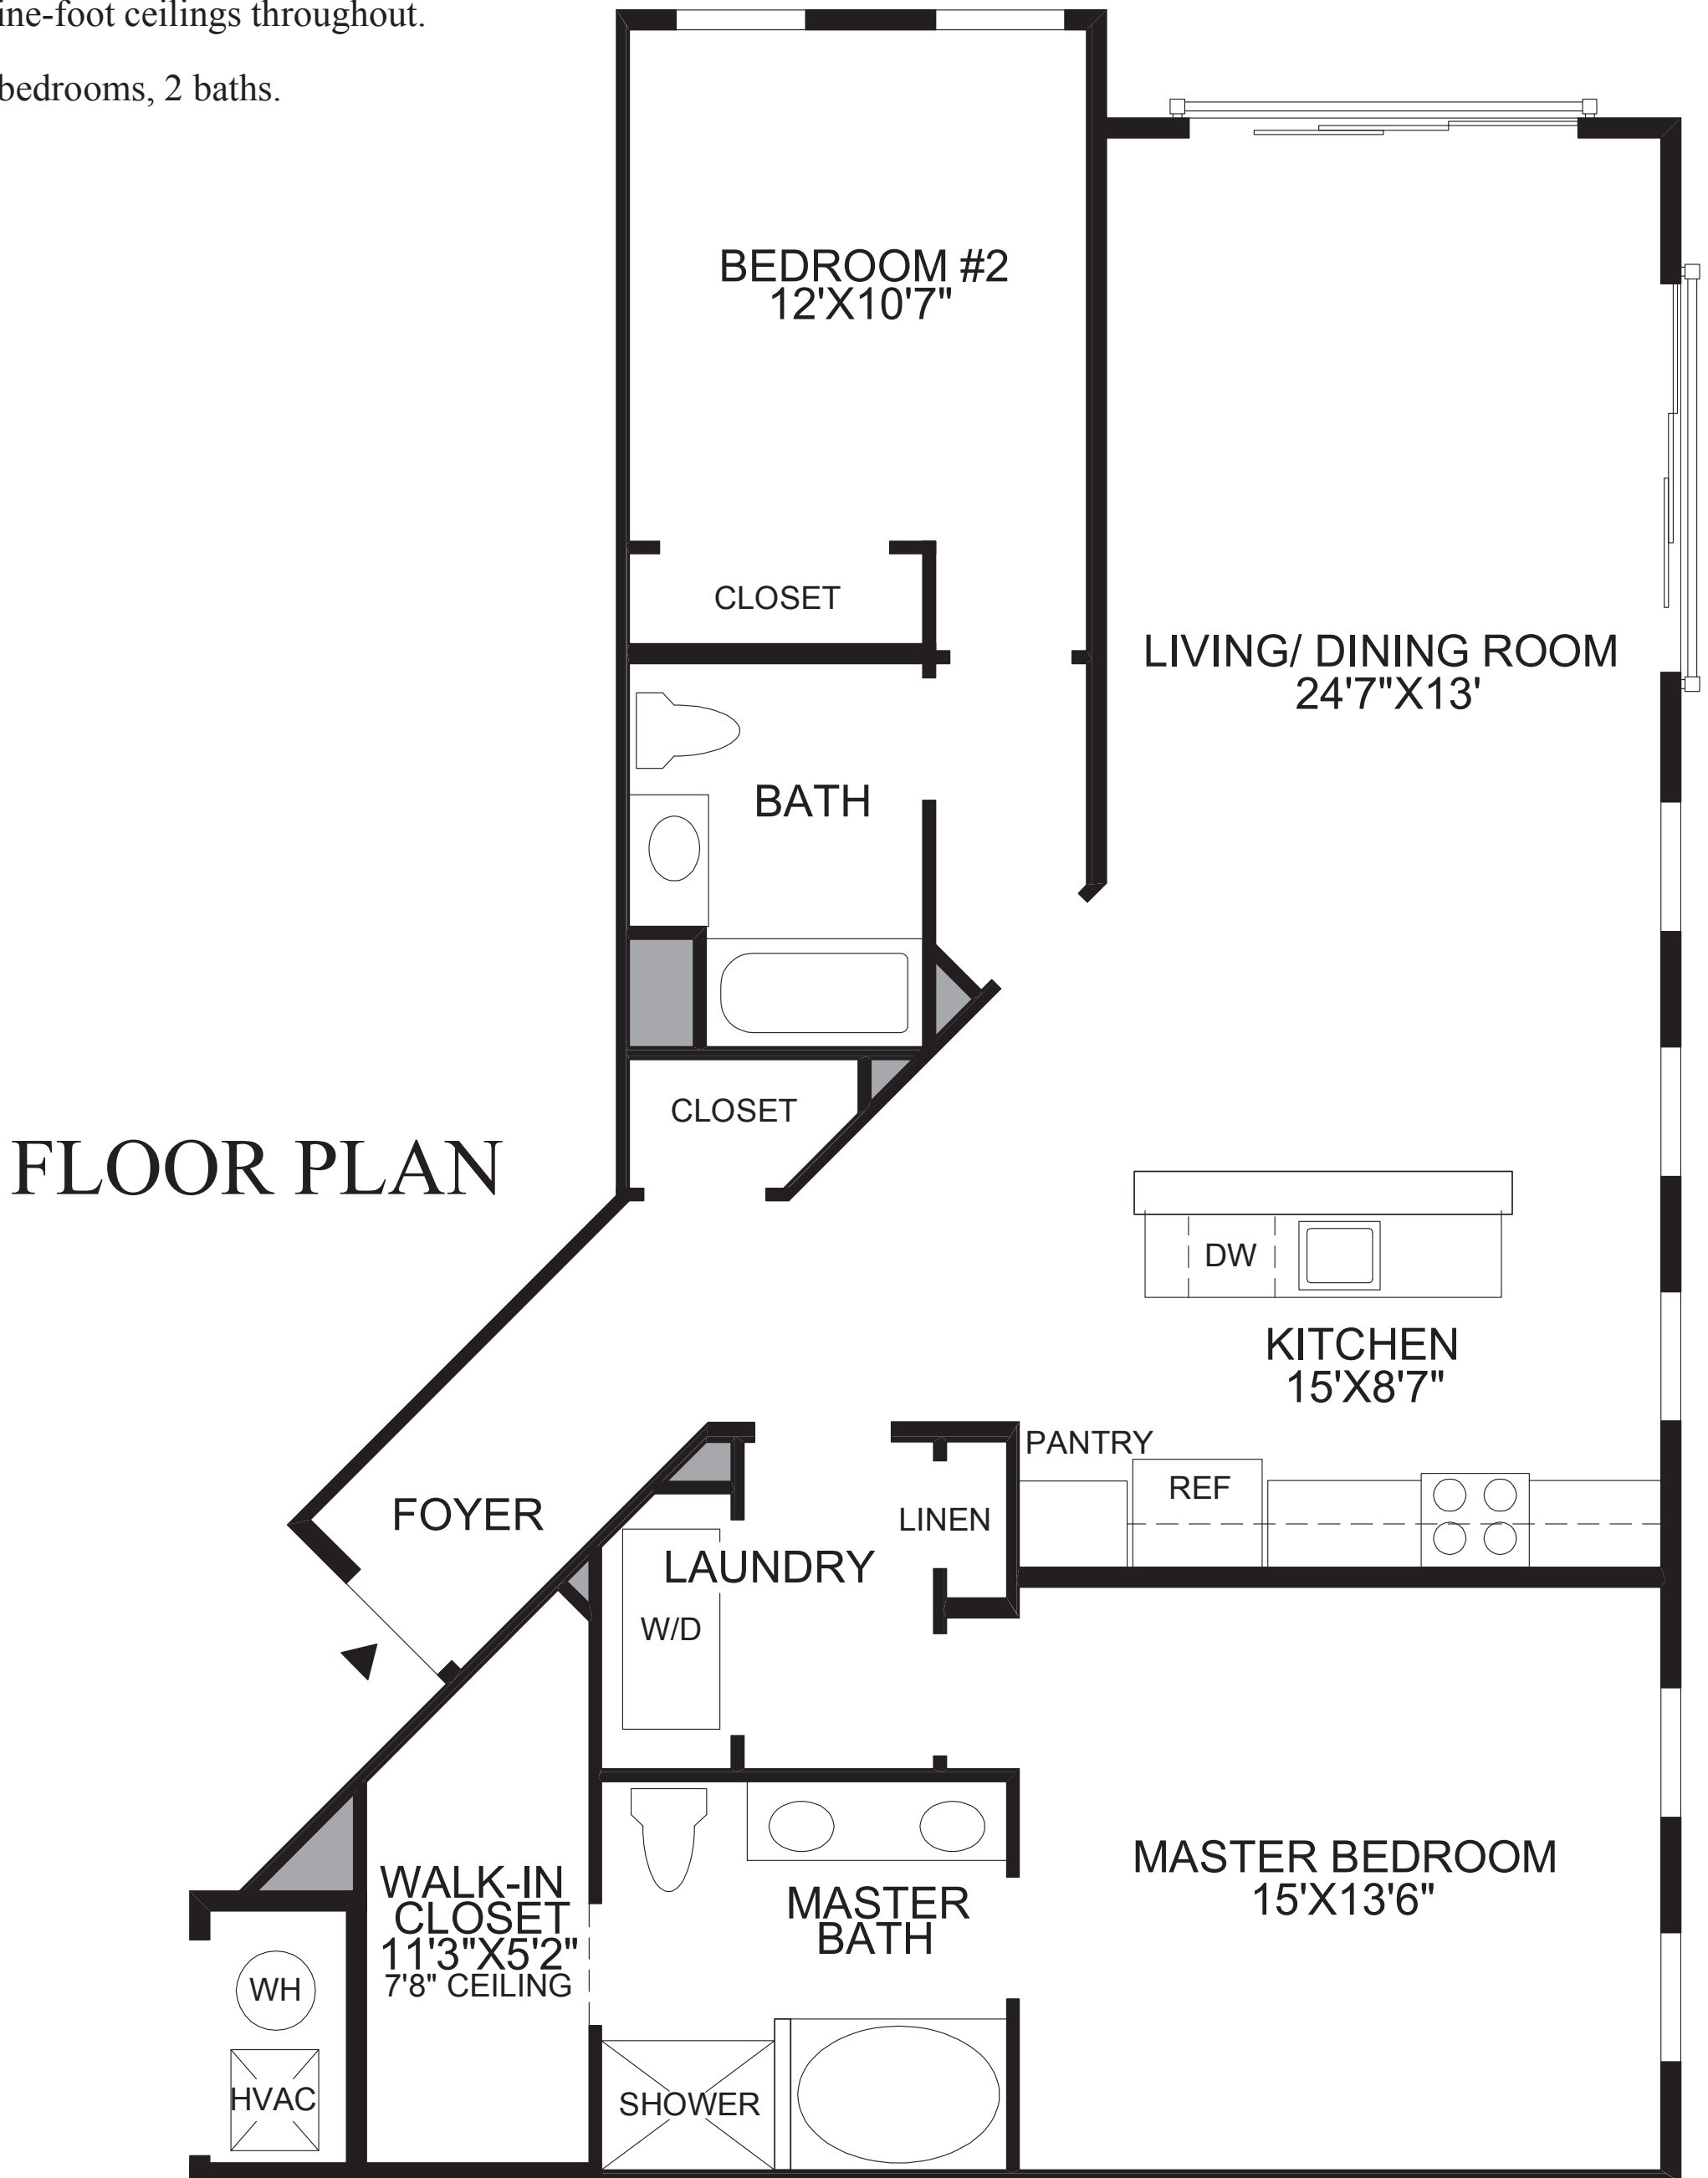 ine-foot ceilings throughout.
bedrooms, 2 baths.
BEDROOM #2
12'X10'7"
CLOSET
LIVING/ DINING ROOM
24'7"X13'
BATH
CLOSET
FLOOR PLAN
DW
KITCHEN
15'X8'7"
PANTRY
REF
FOYER
LINEN
LAUNDRY
W/D
MASTER BEDROOM
15'X13'6"
WALK-IN
CLOSET
11'3"X5'2"
7'8" CEILING
MASTER
BATH
WH
HVAC
SHOWER